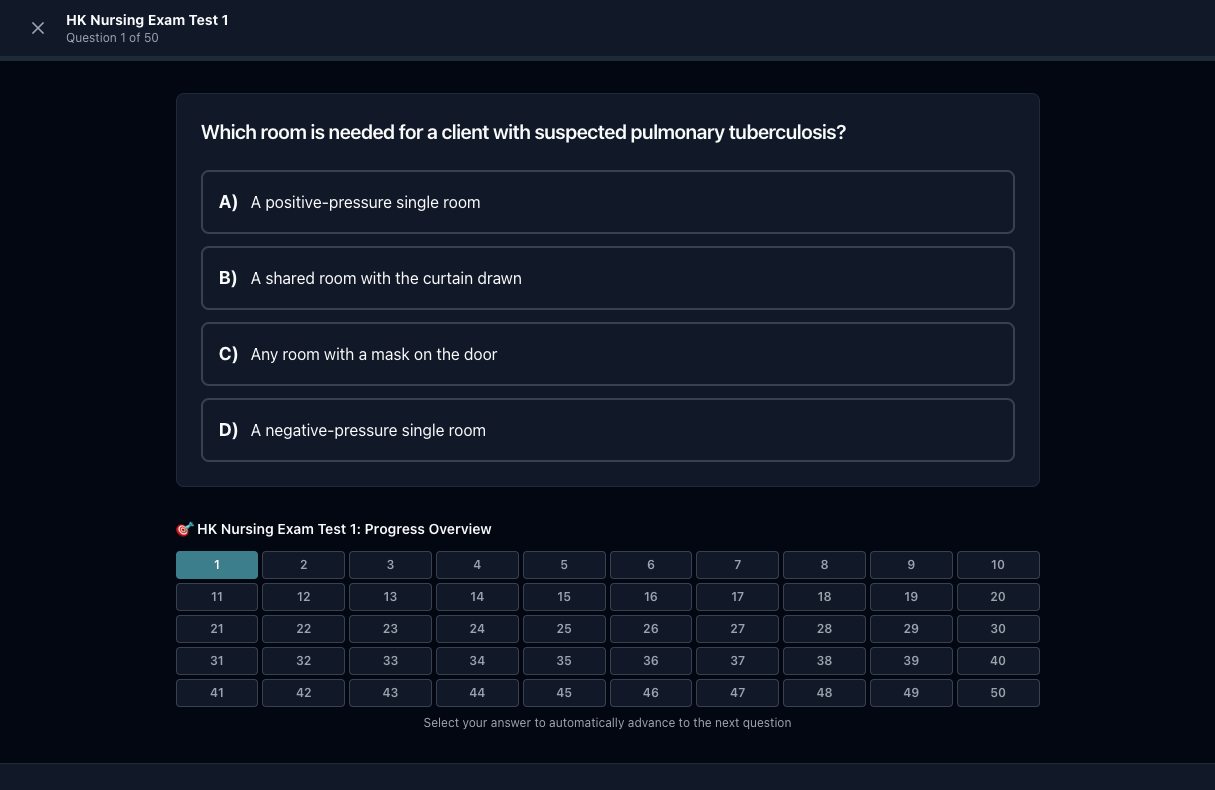 HK Nursing Exam Test 1
Question 1 of 50
Which room is needed for a client with suspected pulmonary tuberculosis?
A) A positive-pressure single room
B) A shared room with the curtain drawn
C) Any room with a mask on the door
D) A negative-pressure single room
HK Nursing Exam Test 1: Progress Overview
1 2 3 4 5 6 7 8 9 10
11 12 13 14 15 16 17 18 19 20
21 22 23 24 25 26 27 28 29 30
31 32 33 34 35 36 37 38 39 40
41 42 43 44 45 46 47 48 49 50
Select your answer to automatically advance to the next question